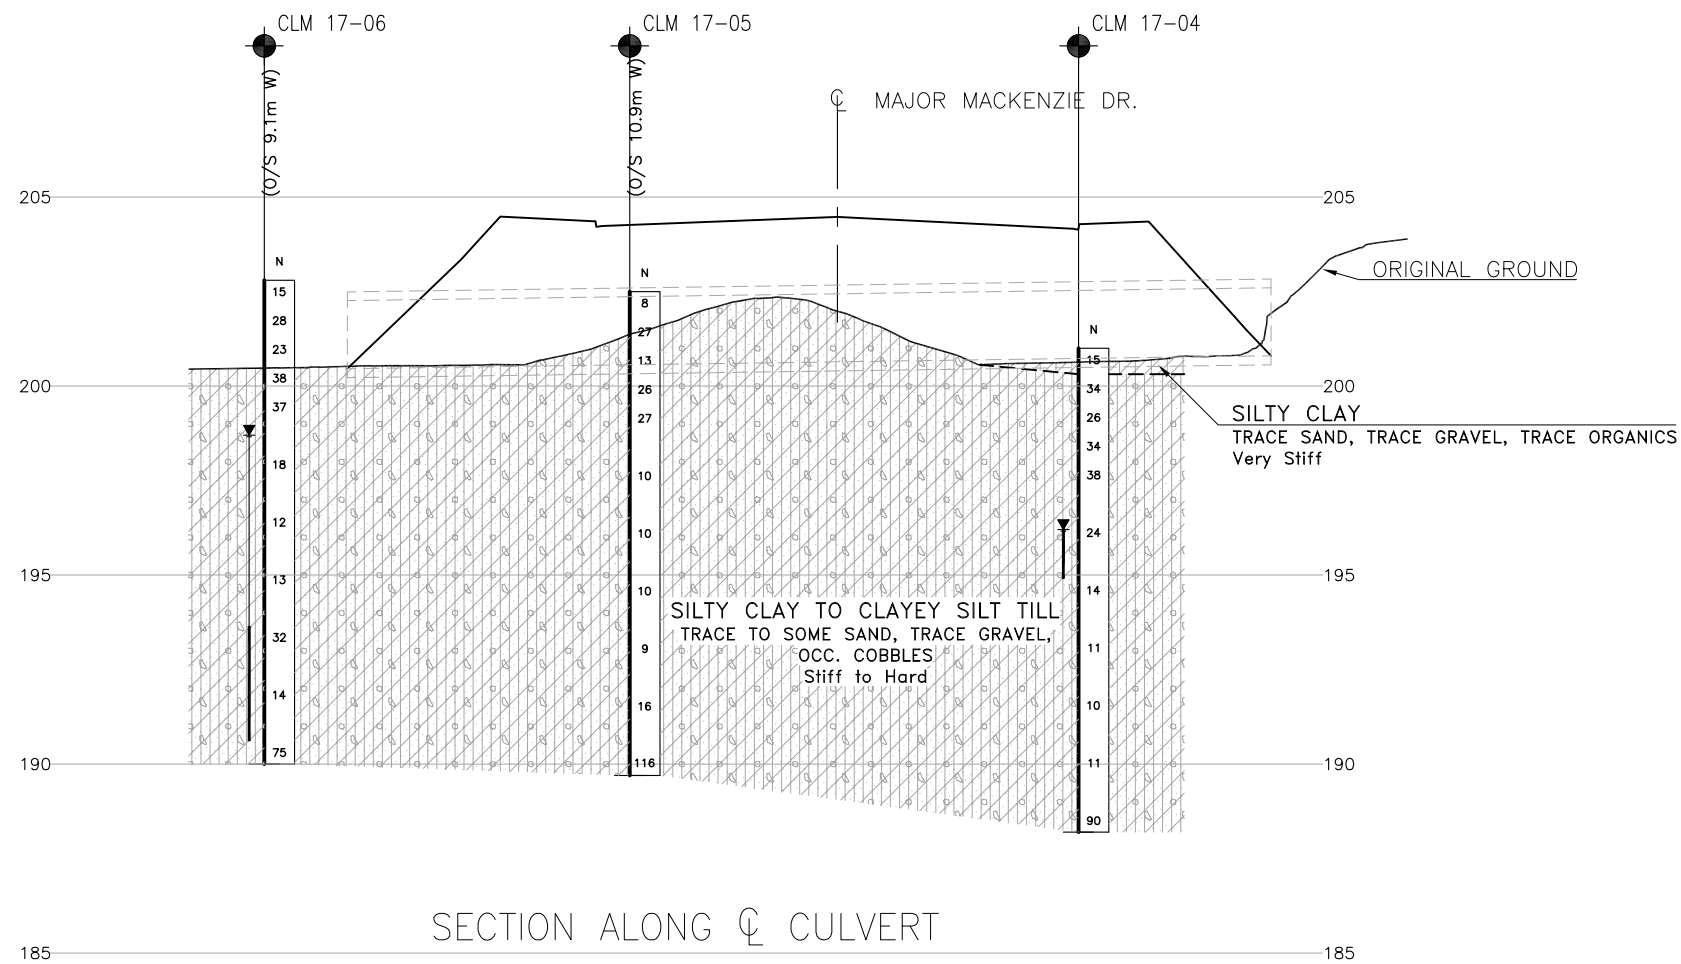 CLM 17-06
CLM 17-05
CLM 17-04
(O/S 9.1m W)
(O/S 10.9m W)
℄ MAJOR MACKENZIE DR.
205
205
ORIGINAL GROUND
N
15
28
23
38
37
18
12
13
32
14
75
N
8
27
13
26
27
10
10
10
9
16
116
N
15
34
26
34
38
24
14
11
10
11
90
200
200
SILTY CLAY
TRACE SAND, TRACE GRAVEL, TRACE ORGANICS
Very Stiff
195
195
SILTY CLAY TO CLAYEY SILT TILL
TRACE TO SOME SAND, TRACE GRAVEL,
OCC. COBBLES
Stiff to Hard
190
190
SECTION ALONG ℄ CULVERT
185
185